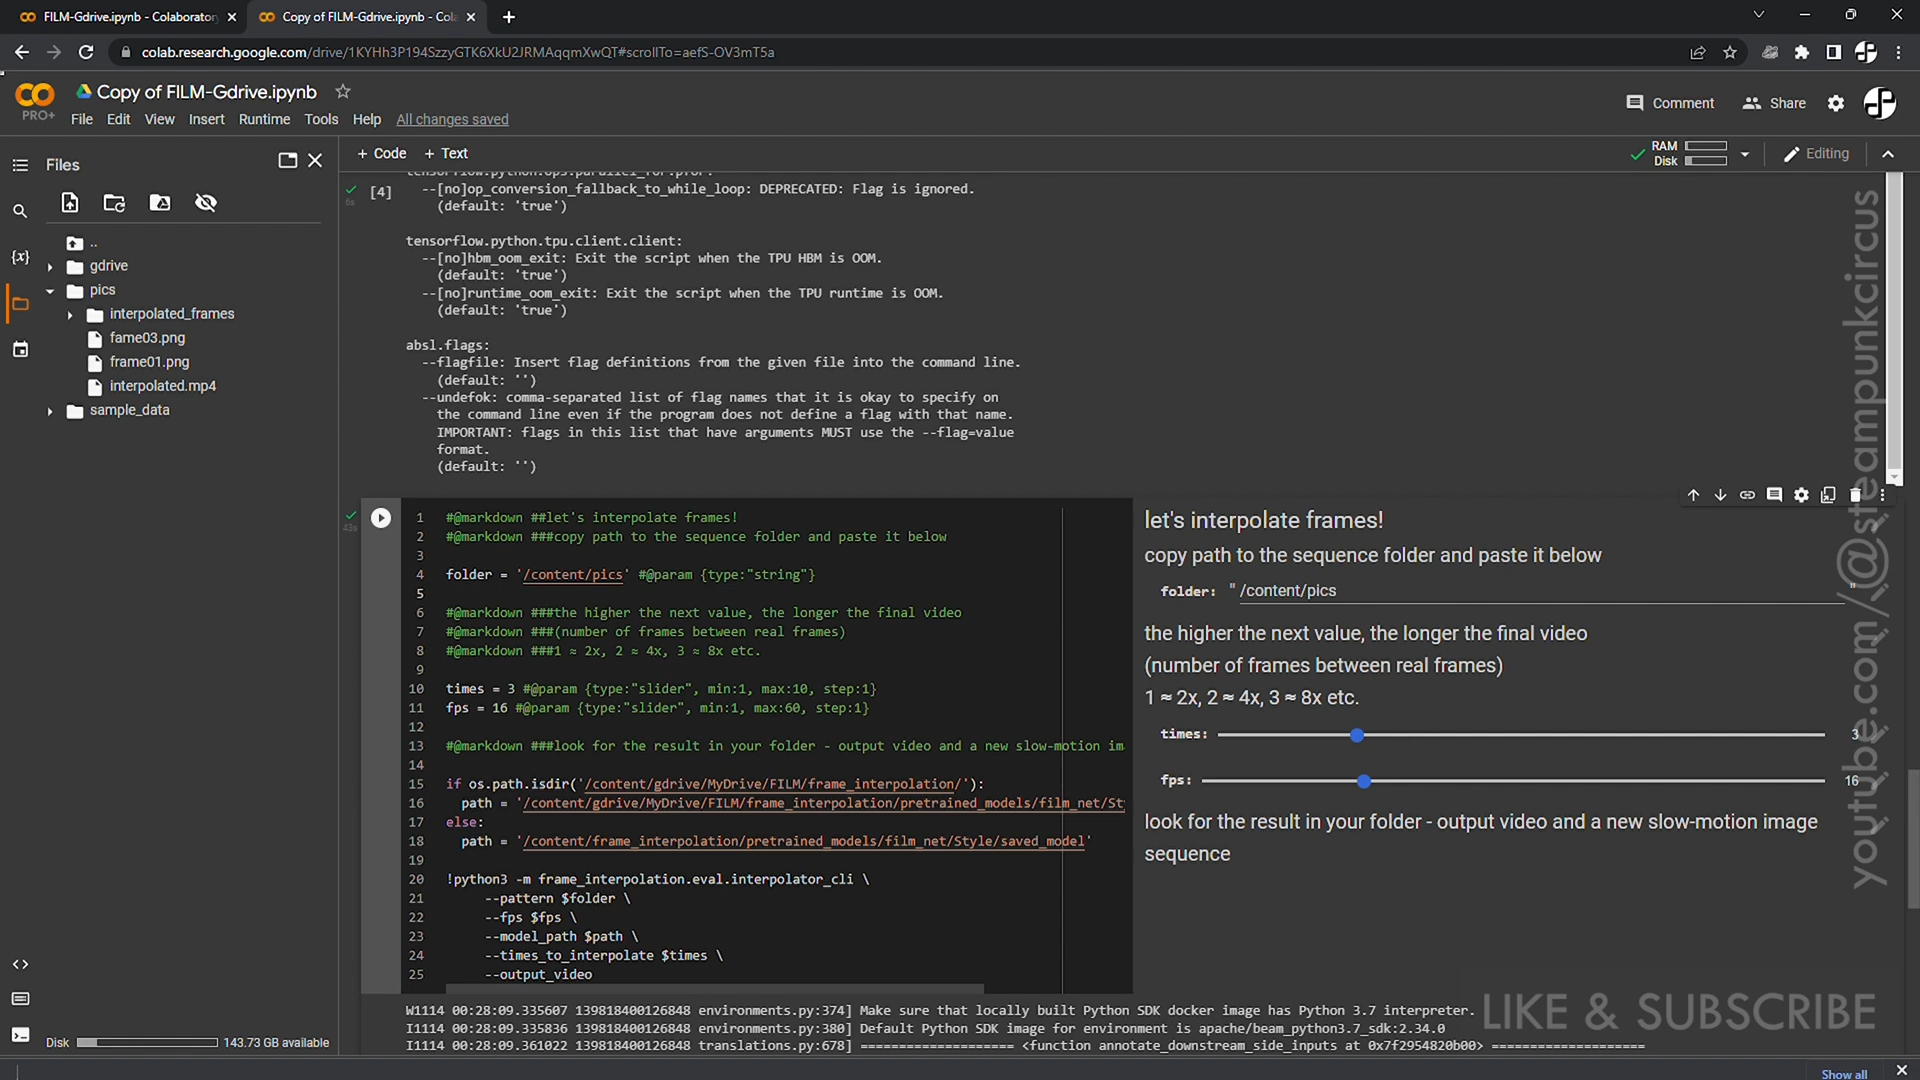 FILM-Gdrive.ipynb - Colaborator
Copy of FILM-Gdrive.ipynb - Cola
colab.research.google.com/drive/1KYHh3P194SzzyGTK6XkU2JRMAqqmXwQT#scrollTo=aefS-OV3mT5a
PRO+
Copy of FILM-Gdrive.ipynb
File Edit View Insert Runtime Tools Help All changes saved
Comment
Share
Files
+ Code + Text
RAM
Disk
Editing
..
gdrive
pics
interpolated_frames
fame03.png
frame01.png
interpolated.mp4
sample_data
Disk 143.73 GB available
6s
[4]
tensorflow.python.ops.parallel_for.pfor:
--[no]op_conversion_fallback_to_while_loop: DEPRECATED: Flag is ignored.
(default: 'true')
tensorflow.python.tpu.client.client:
--[no]hbm_oom_exit: Exit the script when the TPU HBM is OOM.
(default: 'true')
--[no]runtime_oom_exit: Exit the script when the TPU runtime is OOM.
(default: 'true')
absl.flags:
--flagfile: Insert flag definitions from the given file into the command line.
(default: '')
--undefok: comma-separated list of flag names that it is okay to specify on
the command line even if the program does not define a flag with that name.
IMPORTANT: flags in this list that have arguments MUST use the --flag=value
format.
(default: '')
43s
1 #@markdown ##let's interpolate frames!
2 #@markdown ###copy path to the sequence folder and paste it below
3
4 folder = '/content/pics' #@param {type:"string"}
5
6 #@markdown ###the higher the next value, the longer the final video
7 #@markdown ###(number of frames between real frames)
8 #@markdown ###1 ≈ 2x, 2 ≈ 4x, 3 ≈ 8x etc.
9
10 times = 3 #@param {type:"slider", min:1, max:10, step:1}
11 fps = 16 #@param {type:"slider", min:1, max:60, step:1}
12
13 #@markdown ###look for the result in your folder - output video and a new slow-motion im
14
15 if os.path.isdir('/content/gdrive/MyDrive/FILM/frame_interpolation/'):
16 path = '/content/gdrive/MyDrive/FILM/frame_interpolation/pretrained_models/film_net/Sty
17 else:
18 path = '/content/frame_interpolation/pretrained_models/film_net/Style/saved_model'
19
20 !python3 -m frame_interpolation.eval.interpolator_cli \
21 --pattern $folder \
22 --fps $fps \
23 --model_path $path \
24 --times_to_interpolate $times \
25 --output_video
let's interpolate frames!
copy path to the sequence folder and paste it below
folder: "/content/pics"
the higher the next value, the longer the final video
(number of frames between real frames)
1 ≈ 2x, 2 ≈ 4x, 3 ≈ 8x etc.
times: 3
fps: 16
look for the result in your folder - output video and a new slow-motion image
sequence
W1114 00:28:09.335607 139818400126848 environments.py:374] Make sure that locally built Python SDK docker image has Python 3.7 interpreter.
I1114 00:28:09.335836 139818400126848 environments.py:380] Default Python SDK image for environment is apache/beam_python3.7_sdk:2.34.0
I1114 00:28:09.361022 139818400126848 translations.py:678] ==================== <function annotate_downstream_side_inputs at 0x7f2954820b00> ====================
youtube.com/@steampunkcircus
LIKE & SUBSCRIBE
Show all